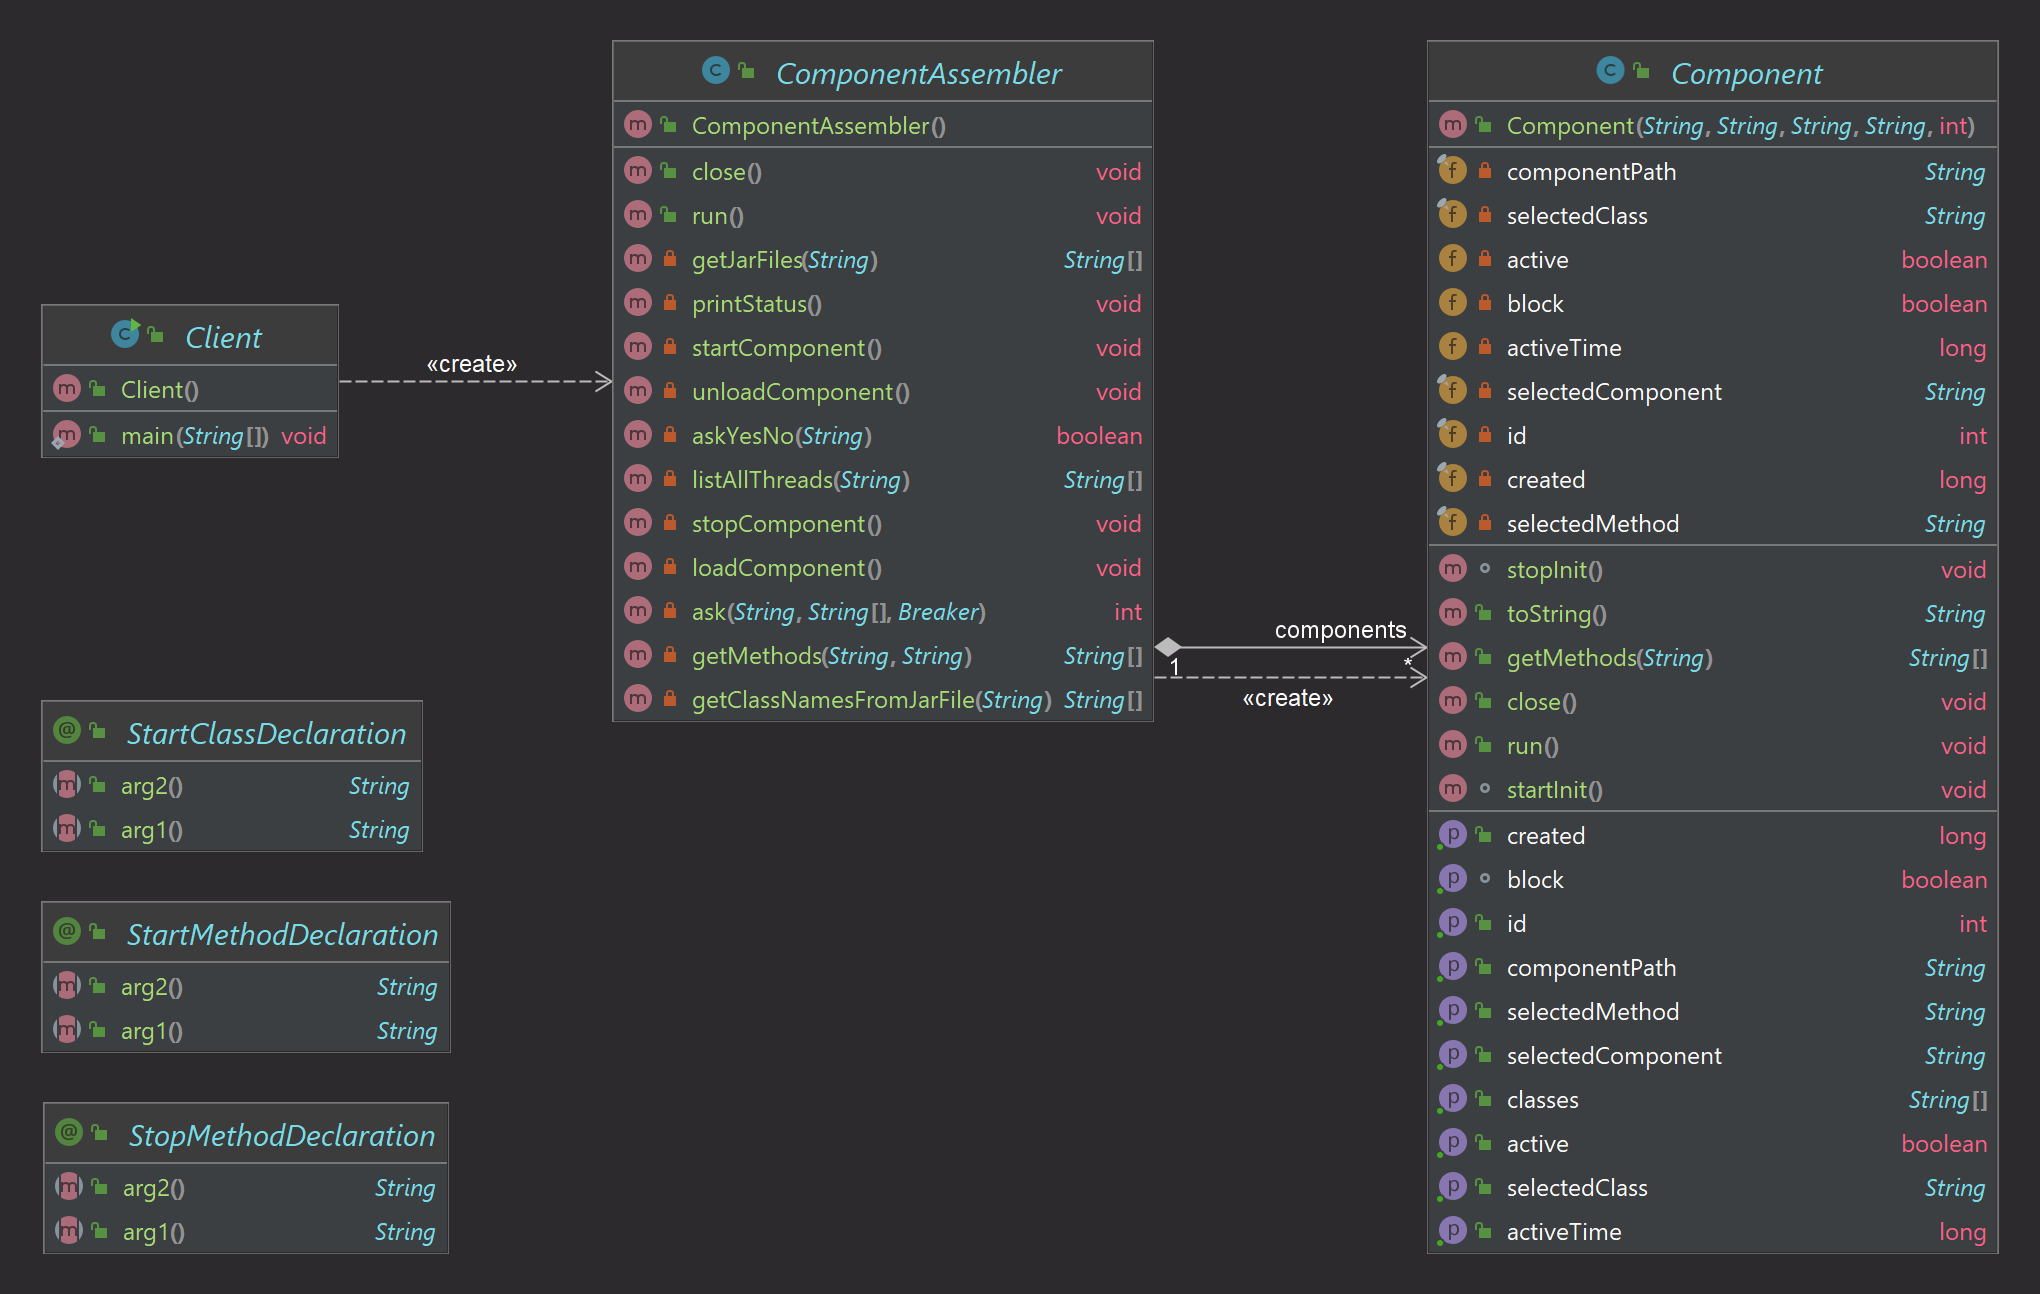 Client
Client()
main(String[]) void
«create»
ComponentAssembler
ComponentAssembler()
close() void
run() void
getJarFiles(String) String[]
printStatus() void
startComponent() void
unloadComponent() void
askYesNo(String) boolean
listAllThreads(String) String[]
stopComponent() void
loadComponent() void
ask(String, String[], Breaker) int
getMethods(String, String) String[]
getClassNamesFromJarFile(String) String[]
components
1
*
«create»
Component
Component(String, String, String, String, int)
componentPath String
selectedClass String
active boolean
block boolean
activeTime long
selectedComponent String
id int
created long
selectedMethod String
stopInit() void
toString() String
getMethods(String) String[]
close() void
run() void
startInit() void
created long
block boolean
id int
componentPath String
selectedMethod String
selectedComponent String
classes String[]
active boolean
selectedClass String
activeTime long
StartClassDeclaration
arg2() String
arg1() String
StartMethodDeclaration
arg2() String
arg1() String
StopMethodDeclaration
arg2() String
arg1() String